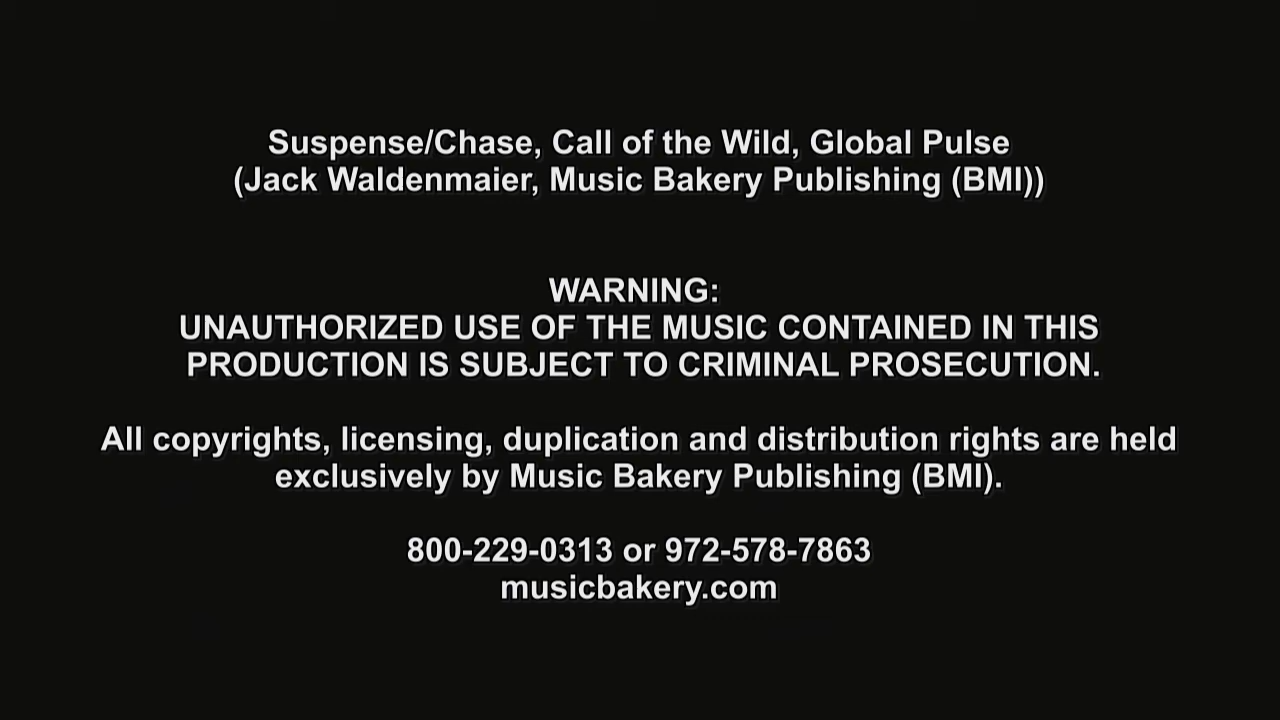 Suspense/Chase, Call of the Wild, Global Pulse
(Jack Waldenmaier, Music Bakery Publishing (BMI))
WARNING:
UNAUTHORIZED USE OF THE MUSIC CONTAINED IN THIS
PRODUCTION IS SUBJECT TO CRIMINAL PROSECUTION.
All copyrights, licensing, duplication and distribution rights are held
exclusively by Music Bakery Publishing (BMI).
800-229-0313 or 972-578-7863
musicbakery.com